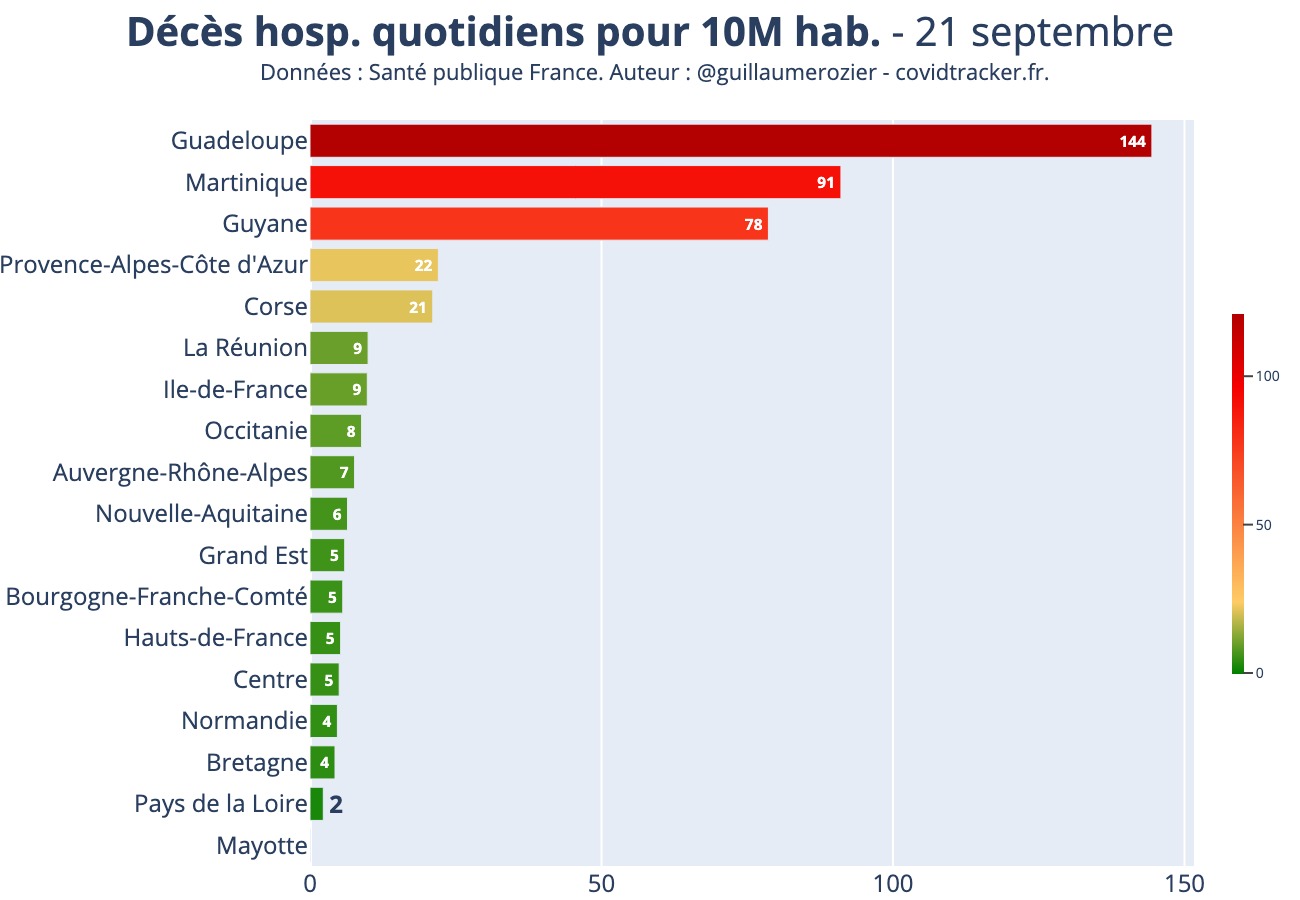 Décès hosp. quotidiens pour 10M hab. - 21 septembre
Données : Santé publique France. Auteur : @guillaumerozier - covidtracker.fr.
Guadeloupe 144
Martinique 91
Guyane 78
Provence-Alpes-Côte d'Azur 22
Corse 21
La Réunion 9
Ile-de-France 9
Occitanie 8
Auvergne-Rhône-Alpes 7
Nouvelle-Aquitaine 6
Grand Est 5
Bourgogne-Franche-Comté 5
Hauts-de-France 5
Centre 5
Normandie 4
Bretagne 4
Pays de la Loire 2
Mayotte
0 50 100 150
100
50
0